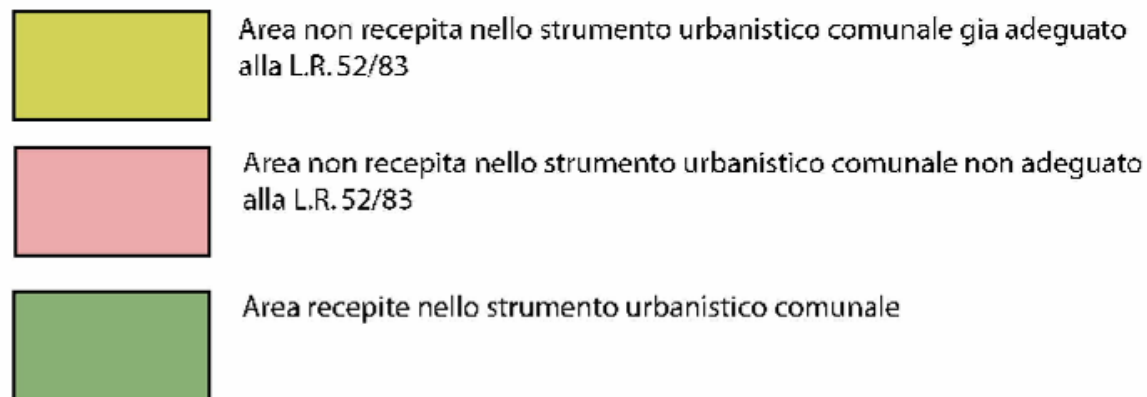 Area non recepita nello strumento urbanistico comunale gia adeguato
alla L.R. 52/83
Area non recepita nello strumento urbanistico comunale non adeguato
alla L.R. 52/83
Area recepite nello strumento urbanistico comunale